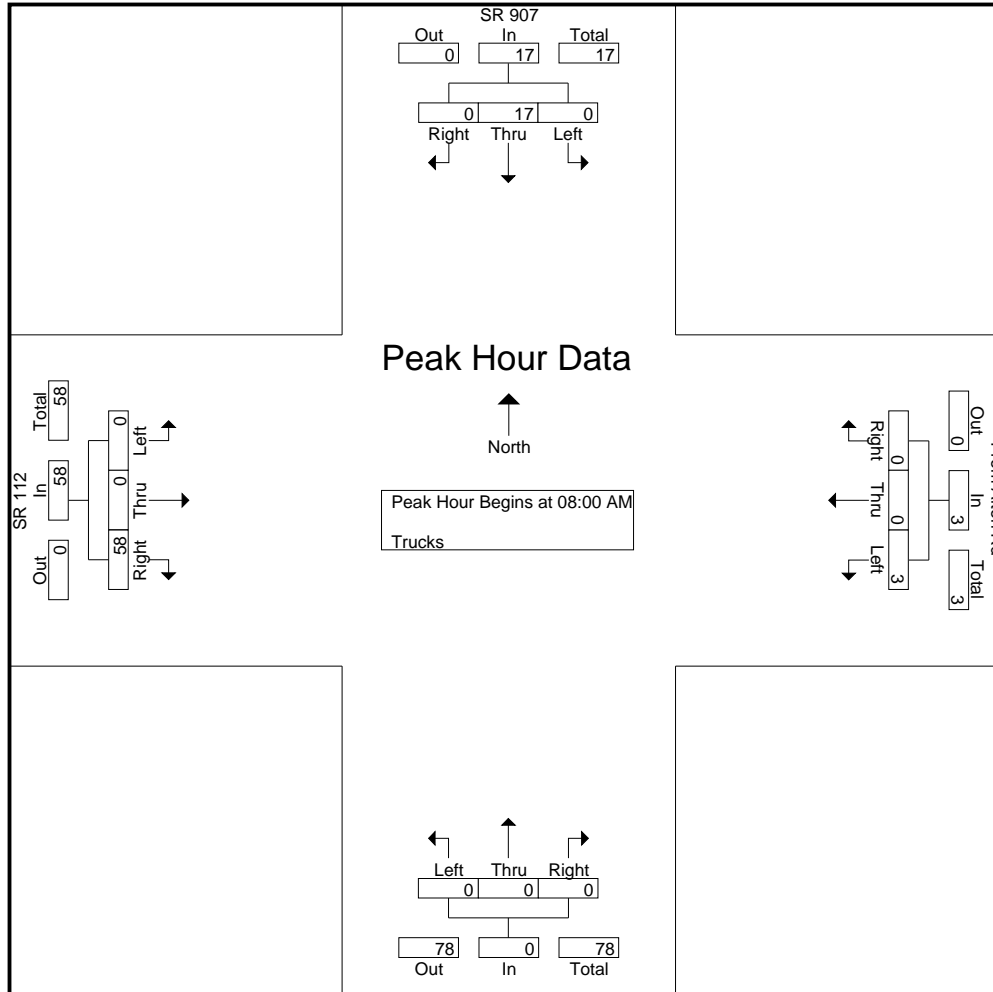 SR 907
Out In Total
0 17 17
0 17 0
Right Thru Left
Peak Hour Data
North
Peak Hour Begins at 08:00 AM
Trucks
SR 112
Out In Total
0 58 58
Right Thru Left
58 0 0
Out In Total
0 3 3
Right Thru Left
0 0 3
Left Thru Right
0 0 0
78 0 78
Out In Total